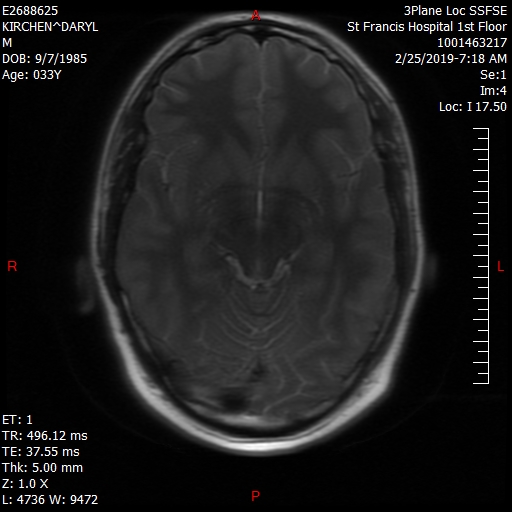 E2688625
KIRCHEN^DARYL
M
DOB: 9/7/1985
Age: 033Y
3Plane Loc SSFSE
St Francis Hospital 1st Floor
1001463217
2/25/2019-7:18 AM
Se:1
Im:4
Loc: I 17.50
A
R
L
ET: 1
TR: 496.12 ms
TE: 37.55 ms
Thk: 5.00 mm
Z: 1.0 X
L: 4736 W: 9472
P